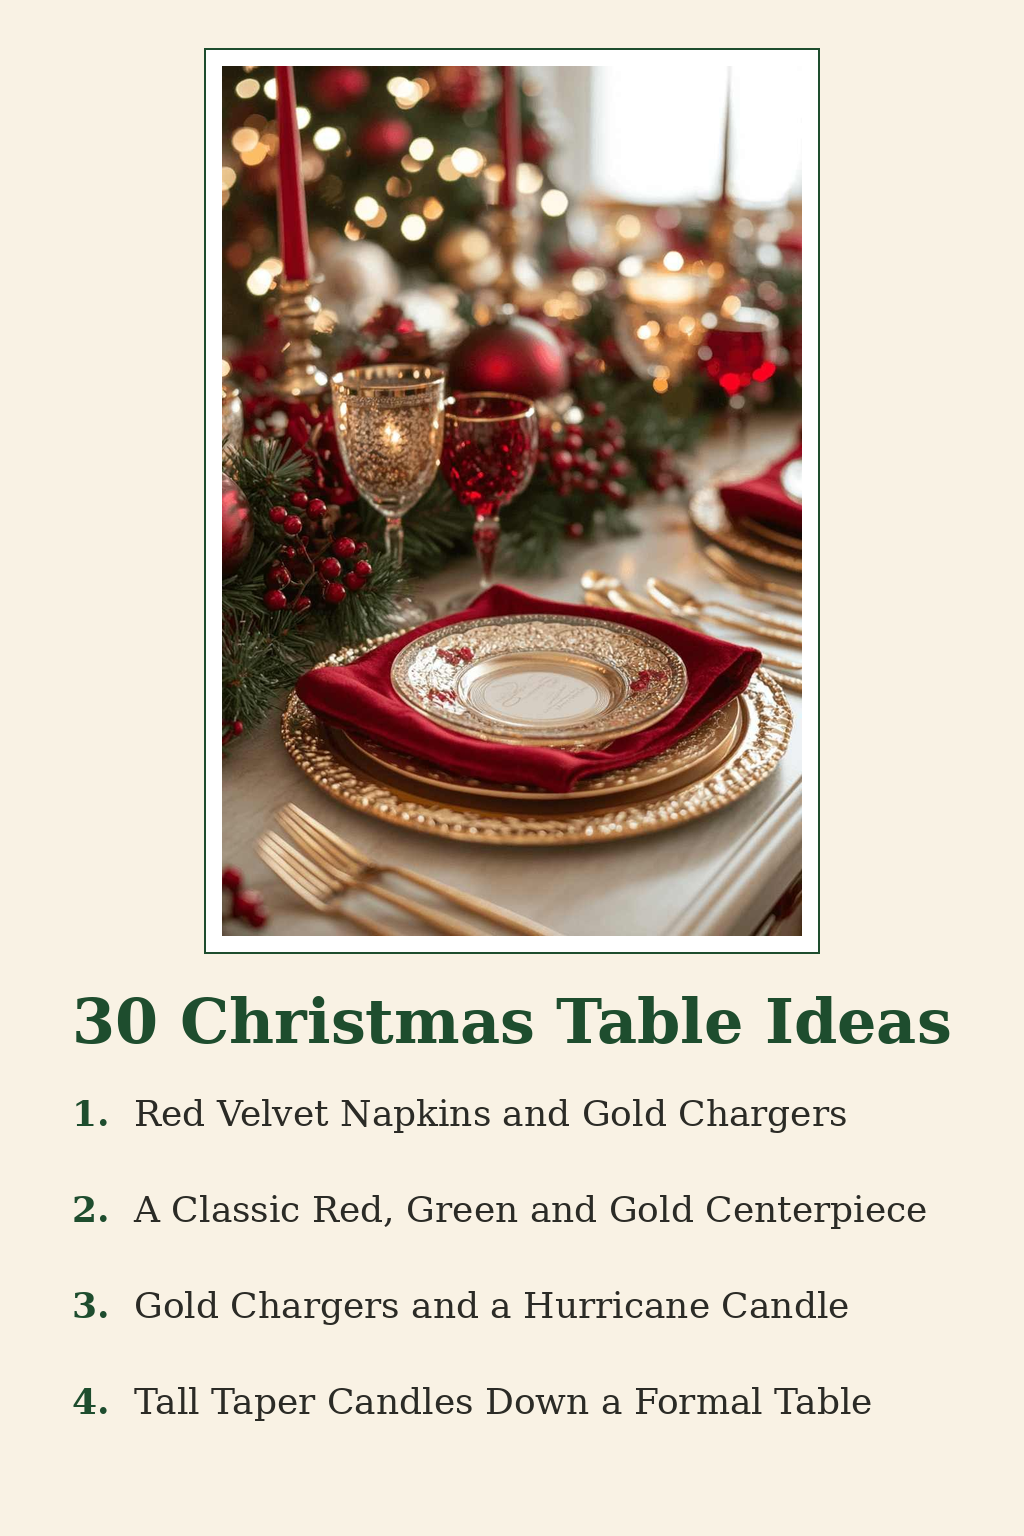 30 Christmas Table Ideas
1. Red Velvet Napkins and Gold Chargers
2. A Classic Red, Green and Gold Centerpiece
3. Gold Chargers and a Hurricane Candle
4. Tall Taper Candles Down a Formal Table